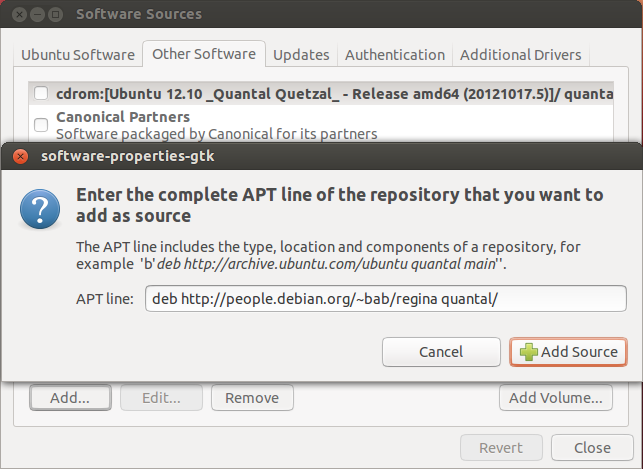 Software Sources
Ubuntu Software Other Software Updates Authentication Additional Drivers
cdrom:[Ubuntu 12.10 _Quantal Quetzal_ - Release amd64 (20121017.5)]/ quanta
Canonical Partners
Software packaged by Canonical for its partners
software-properties-gtk
Enter the complete APT line of the repository that you want to
add as source
The APT line includes the type, location and components of a repository, for
example 'b'deb http://archive.ubuntu.com/ubuntu quantal main''.
APT line: deb http://people.debian.org/~bab/regina quantal/
Cancel Add Source
Add... Edit... Remove Add Volume...
Revert Close